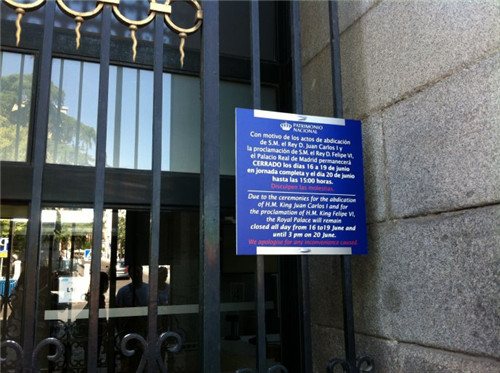 PATRIMONIO
NACIONAL
Con motivo de los actos de abdicación
de S.M. el Rey D. Juan Carlos I y
la proclamación de S.M. el Rey D. Felipe VI,
el Palacio Real de Madrid permanecerá
CERRADO los días 16 a 19 de junio
en jornada completa y el día 20 de junio
hasta las 15:00 horas.
Disculpen las molestias
Due to the ceremonies for the abdication
of H.M. King Juan Carlos I and for
the proclamation of H.M. King Felipe VI,
the Royal Palace will remain
closed all day from 16 to19 June and
until 3 pm on 20 June.
We apologize for any inconvenience caused